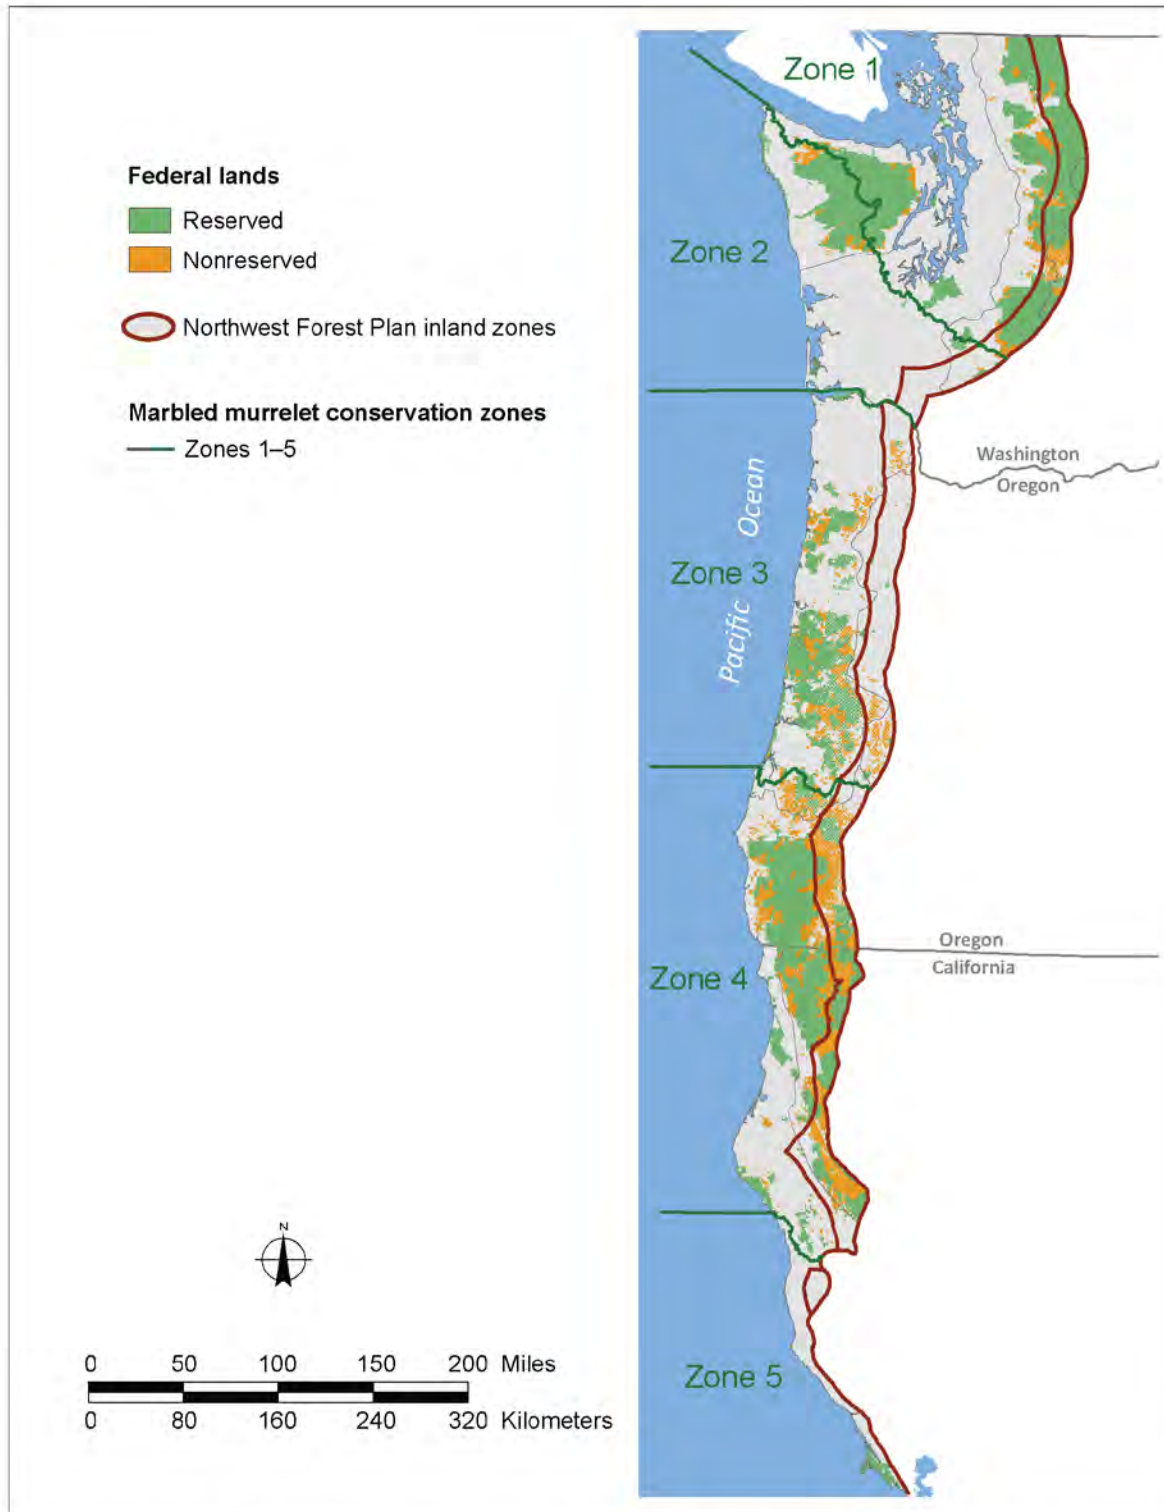 Federal lands
Reserved
Nonreserved
Northwest Forest Plan inland zones
Marbled murrelet conservation zones
Zones 1–5
Zone 1
Zone 2
Washington
Oregon
Pacific Ocean
Zone 3
Oregon
California
Zone 4
Zone 5
N
0 50 100 150 200 Miles
0 80 160 240 320 Kilometers